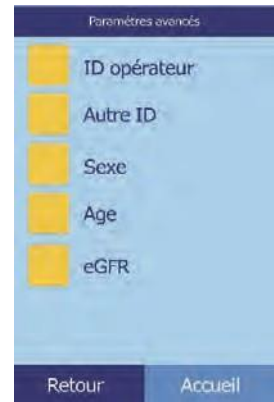 Paramètres avancés
ID opérateur
Autre ID
Sexe
Age
eGFR
Retour Accueil